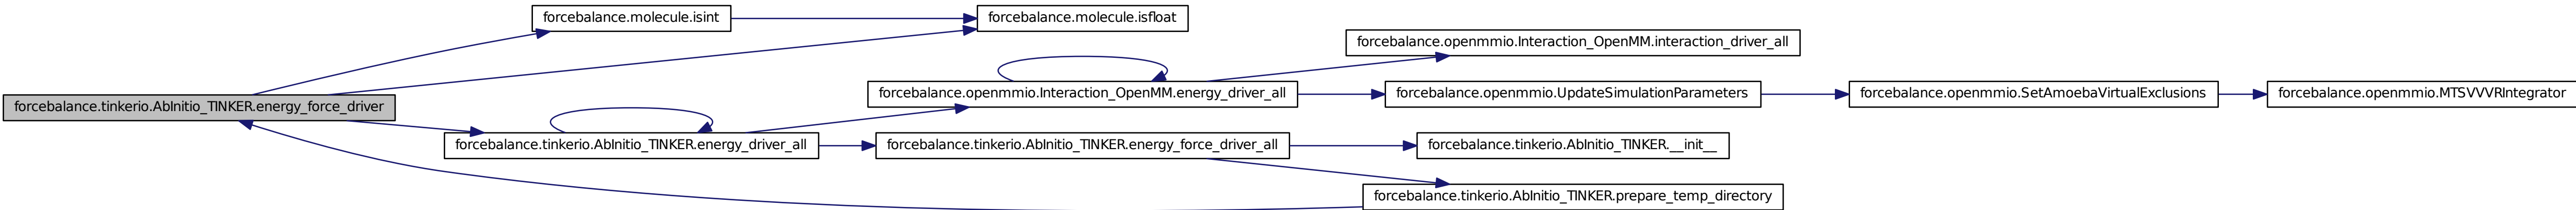 forcebalance.molecule.isint
forcebalance.molecule.isfloat
forcebalance.openmmio.Interaction_OpenMM.interaction_driver_all
forcebalance.tinkerio.AbInitio_TINKER.energy_force_driver
forcebalance.openmmio.Interaction_OpenMM.energy_driver_all
forcebalance.openmmio.UpdateSimulationParameters
forcebalance.openmmio.SetAmoebaVirtualExclusions
forcebalance.openmmio.MTSVVVRIntegrator
forcebalance.tinkerio.AbInitio_TINKER.energy_driver_all
forcebalance.tinkerio.AbInitio_TINKER.energy_force_driver_all
forcebalance.tinkerio.AbInitio_TINKER.__init__
forcebalance.tinkerio.AbInitio_TINKER.prepare_temp_directory